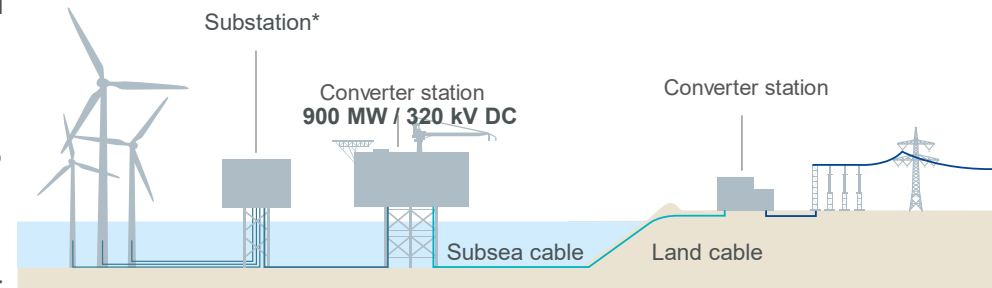 Substation*
Converter station
900 MW / 320 kV DC
Converter station
Subsea cable
Land cable